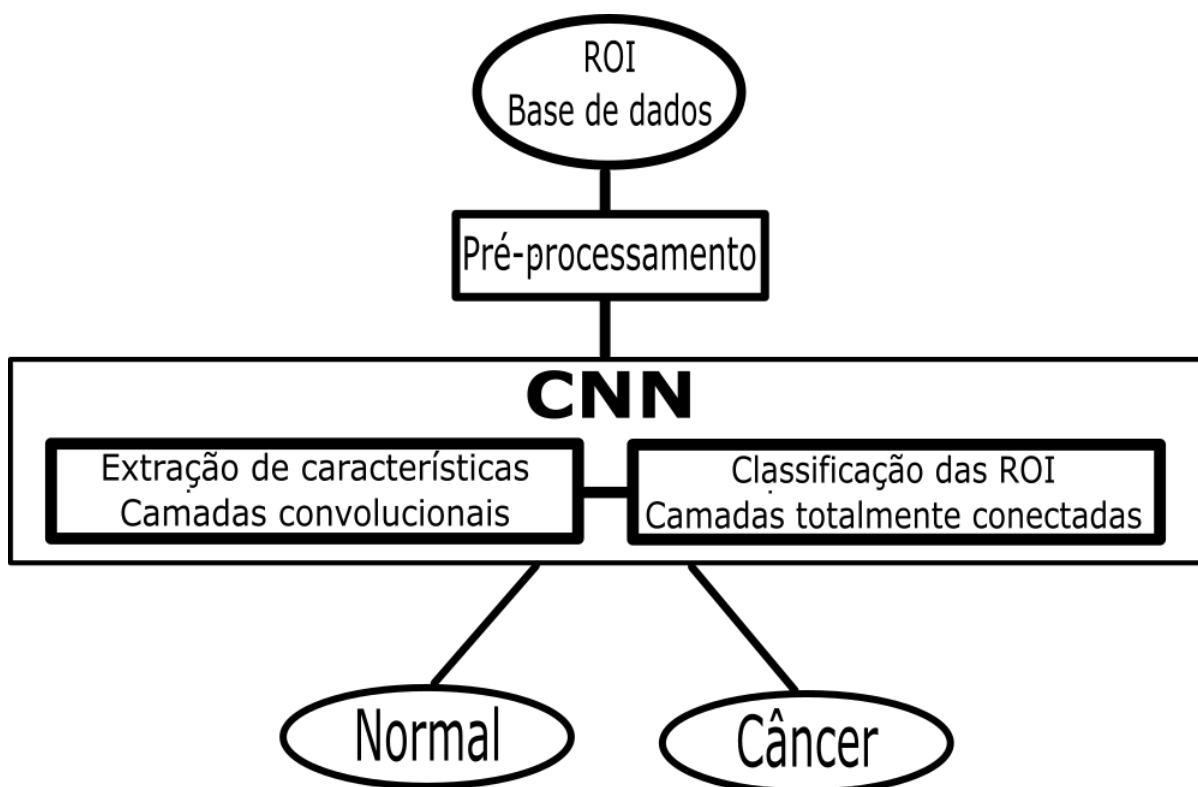 ROI
Base de dados
Pré-processamento
CNN
Extração de característísticas
Camadas convolucionais
Classificação das ROI
Camadas totalmente conectadas
Normal
Câncer